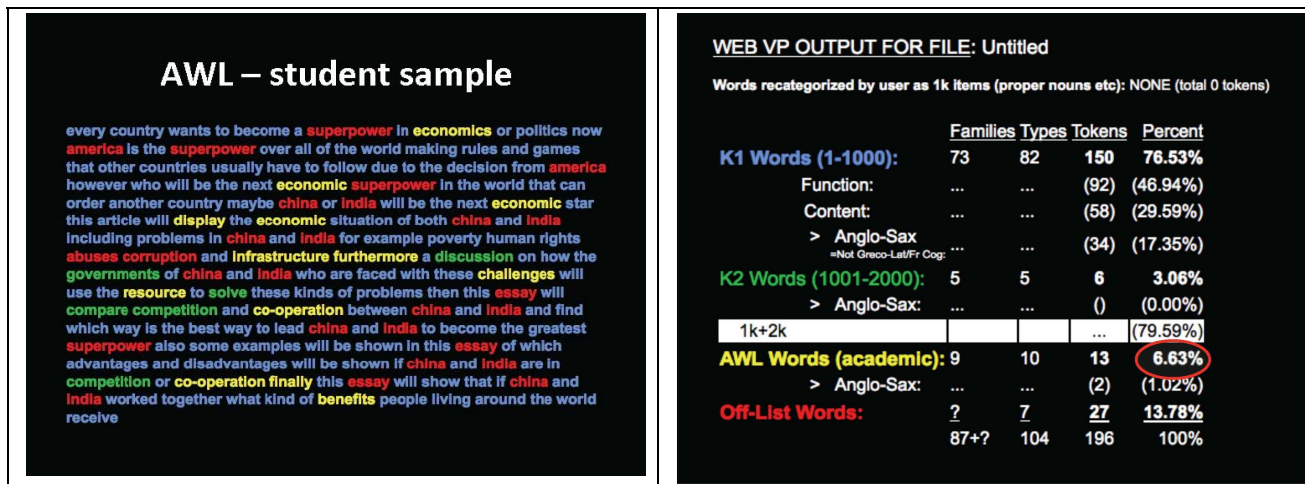 AWL – student sample
every country wants to become a superpower in economics or politics now
america is the superpower over all of the world making rules and games
that other countries usually have to follow due to the decision from america
however who will be the next economic superpower in the world that can
order another country maybe china or india will be the next economic star
this article will display the economic situation of both china and india
including problems in china and india for example poverty human rights
abuses corruption and infrastructure furthermore a discussion on how the
governments of china and india who are faced with these challenges will
use the resource to solve these kinds of problems then this essay will
compare competition and co-operation between china and india and find
which way is the best way to lead china and india to become the greatest
superpower also some examples will be shown in this essay of which
advantages and disadvantages will be shown if china and india are in
competition or co-operation finally this essay will show that if china and
india worked together what kind of benefits people living around the world
receive
WEB VP OUTPUT FOR FILE: Untitled
Words recategorized by user as 1k items (proper nouns etc): NONE (total 0 tokens)
Families Types Tokens Percent
K1 Words (1-1000): 73 82 150 76.53%
Function: ... ... (92) (46.94%)
Content: ... ... (58) (29.59%)
> Anglo-Sax ... ... (34) (17.35%)
=Not Greco-Lat/Fr Cog:
K2 Words (1001-2000): 5 5 6 3.06%
> Anglo-Sax: ... ... () (0.00%)
1k+2k ... (79.59%)
AWL Words (academic): 9 10 13 6.63%
> Anglo-Sax: ... ... (2) (1.02%)
Off-List Words: ? 7 27 13.78%
87+? 104 196 100%